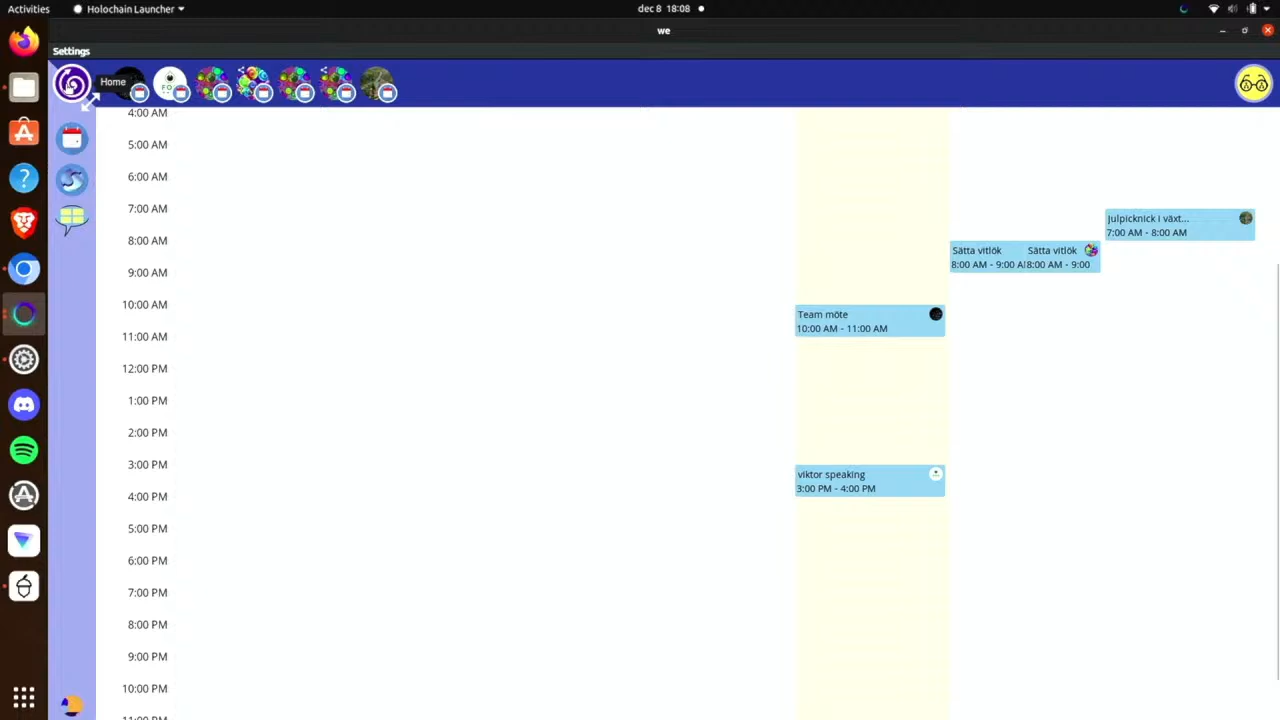 Activities
Holochain Launcher
dec 8 18:08
we
Settings
Home
FO
4:00 AM
5:00 AM
6:00 AM
7:00 AM
Julpicknick i växt...
7:00 AM - 8:00 AM
8:00 AM
Sätta vitlök
8:00 AM - 9:00 A
Sätta vitlök
8:00 AM - 9:00
9:00 AM
10:00 AM
Team möte
10:00 AM - 11:00 AM
11:00 AM
12:00 PM
1:00 PM
2:00 PM
3:00 PM
viktor speaking
3:00 PM - 4:00 PM
4:00 PM
5:00 PM
6:00 PM
7:00 PM
8:00 PM
9:00 PM
10:00 PM
11:00 PM